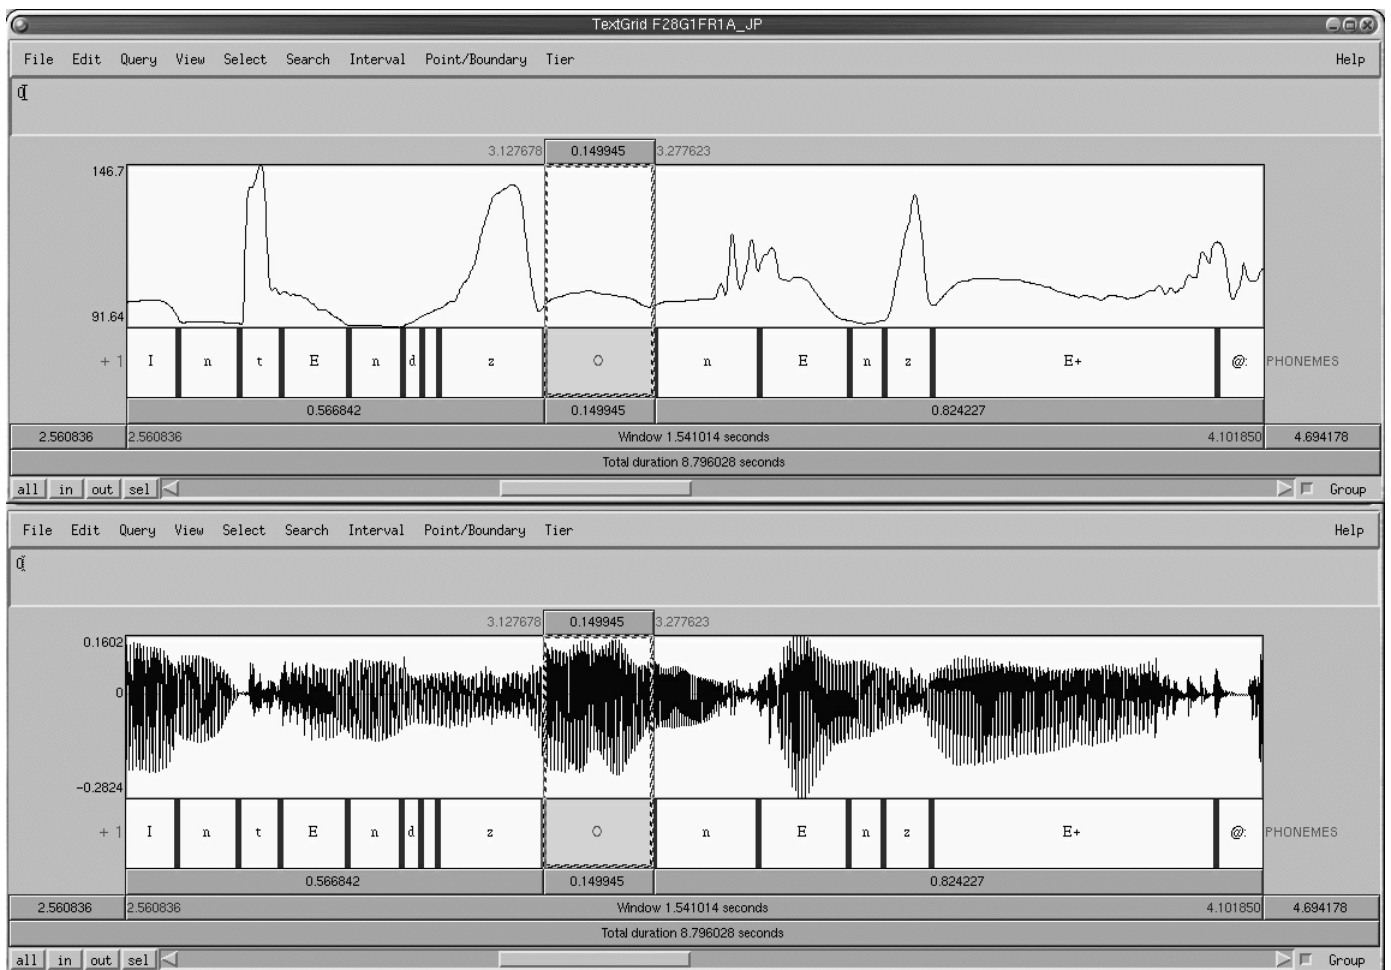 TextGrid F28G1FR1A_JP
File Edit Query View Select Search Interval Point/Boundary Tier Help
O
3.127678 0.149945 3.277623
146.7
91.64
+ 1 I n t E n d z O n E n z E+ @: PHONEMES
0.566842 0.149945 0.824227
2.560836 2.560836 Window 1.541014 seconds 4.101850 4.694178
Total duration 8.796028 seconds
all in out sel Group
File Edit Query View Select Search Interval Point/Boundary Tier Help
O
3.127678 0.149945 3.277623
0.1602
0
-0.2824
+ 1 I n t E n d z O n E n z E+ @: PHONEMES
0.566842 0.149945 0.824227
2.560836 2.560836 Window 1.541014 seconds 4.101850 4.694178
Total duration 8.796028 seconds
all in out sel Group